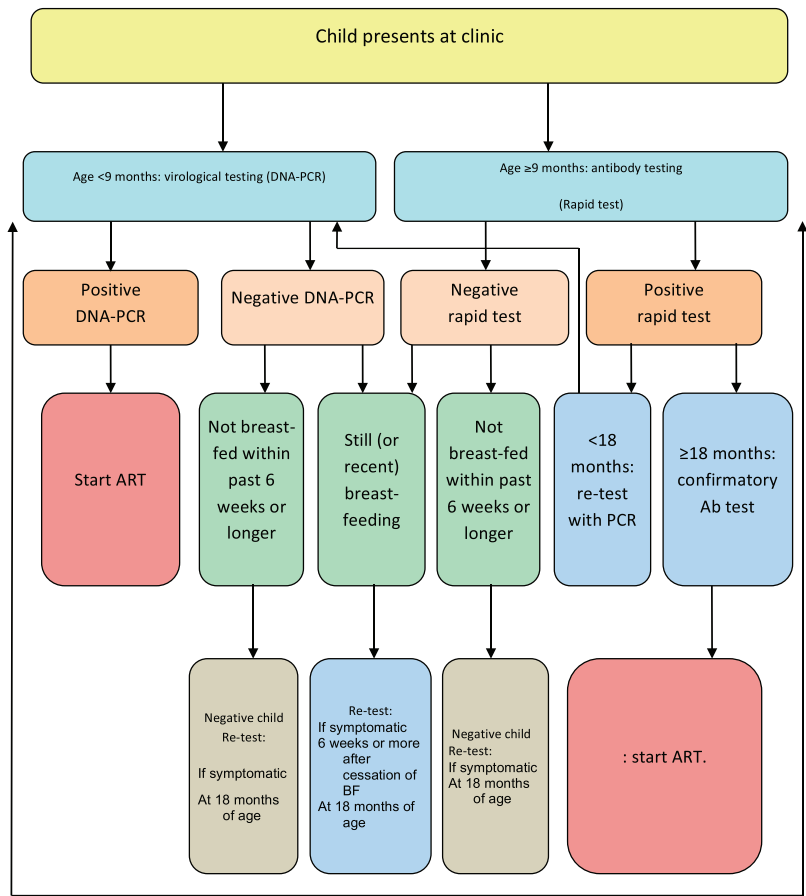 Child presents at clinic
Age <9 months: virological testing (DNA-PCR)
Age ≥9 months: antibody testing
(Rapid test)
Positive
DNA-PCR
Negative DNA-PCR
Negative
rapid test
Positive
rapid test
Start ART
Not breast-
fed within
past 6
weeks or
longer
Still (or
recent)
breast-
feeding
Not
breast-fed
within past
6 weeks or
longer
<18
months:
re-test
with PCR
≥18 months:
confirmatory
Ab test
Negative child
Re-test:
If symptomatic
At 18 months
of age
Re-test:
If symptomatic
6 weeks or more
after
cessation of
BF
At 18 months of
age
Negative child
Re-test:
If symptomatic
At 18 months
of age
: start ART.